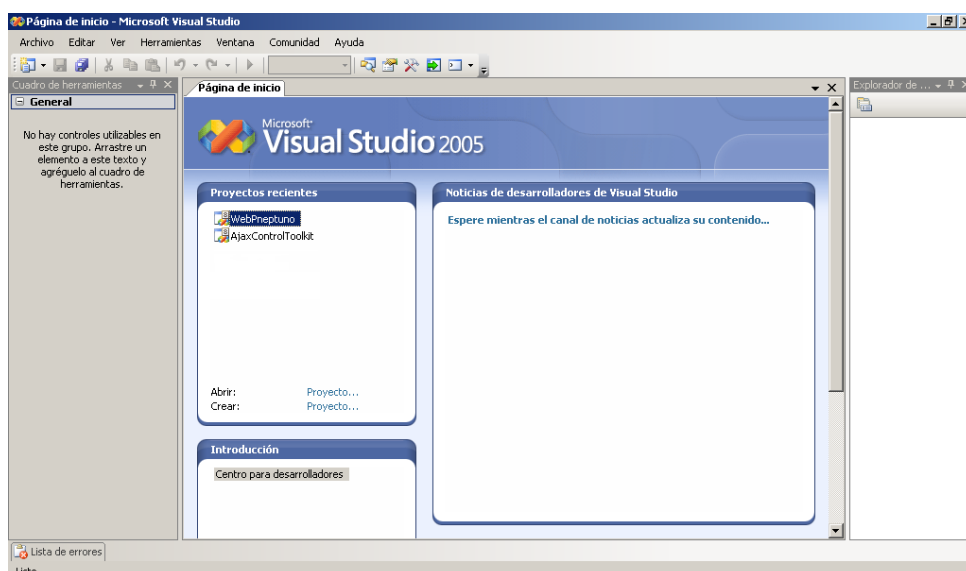 Página de inicio - Microsoft Visual Studio
Archivo Editar Ver Herramientas Ventana Comunidad Ayuda
Cuadro de herramientas
Página de inicio
Explorador de ...
General
No hay controles utilizables en
este grupo. Arrastre un
elemento a este texto y
agréguelo al cuadro de
herramientas.
Microsoft
Visual Studio 2005
Proyectos recientes
WebPneptuno
AjaxControlToolkit
Abrir: Proyecto...
Crear: Proyecto...
Noticias de desarrolladores de Visual Studio
Espere mientras el canal de noticias actualiza su contenido...
Introducción
Centro para desarrolladores
Lista de errores